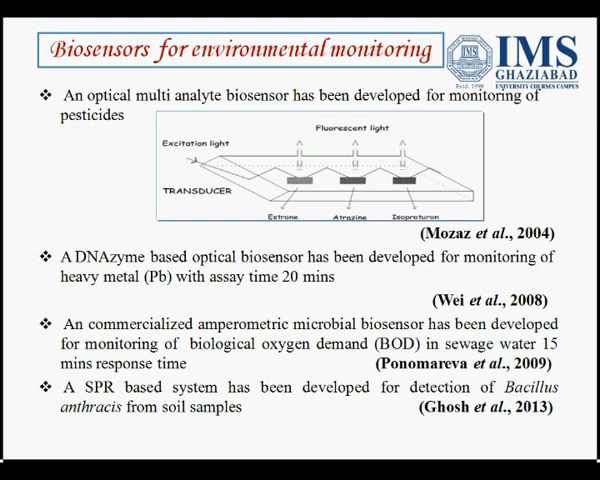 Biosensors for environmental monitoring
IMS
GHAZIABAD
UNIVERSITY COURSES CAMPUS
Estd. 1990
❖ An optical multi analyte biosensor has been developed for monitoring of
pesticides
Fluorescent light
Excitation light
TRANSDUCER
Estrone Atrazine Isoproturon
(Mozaz et al., 2004)
❖ A DNAzyme based optical biosensor has been developed for monitoring of
heavy metal (Pb) with assay time 20 mins
(Wei et al., 2008)
❖ An commercialized amperometric microbial biosensor has been developed
for monitoring of biological oxygen demand (BOD) in sewage water 15
mins response time (Ponomareva et al., 2009)
❖ A SPR based system has been developed for detection of Bacillus
anthracis from soil samples (Ghosh et al., 2013)